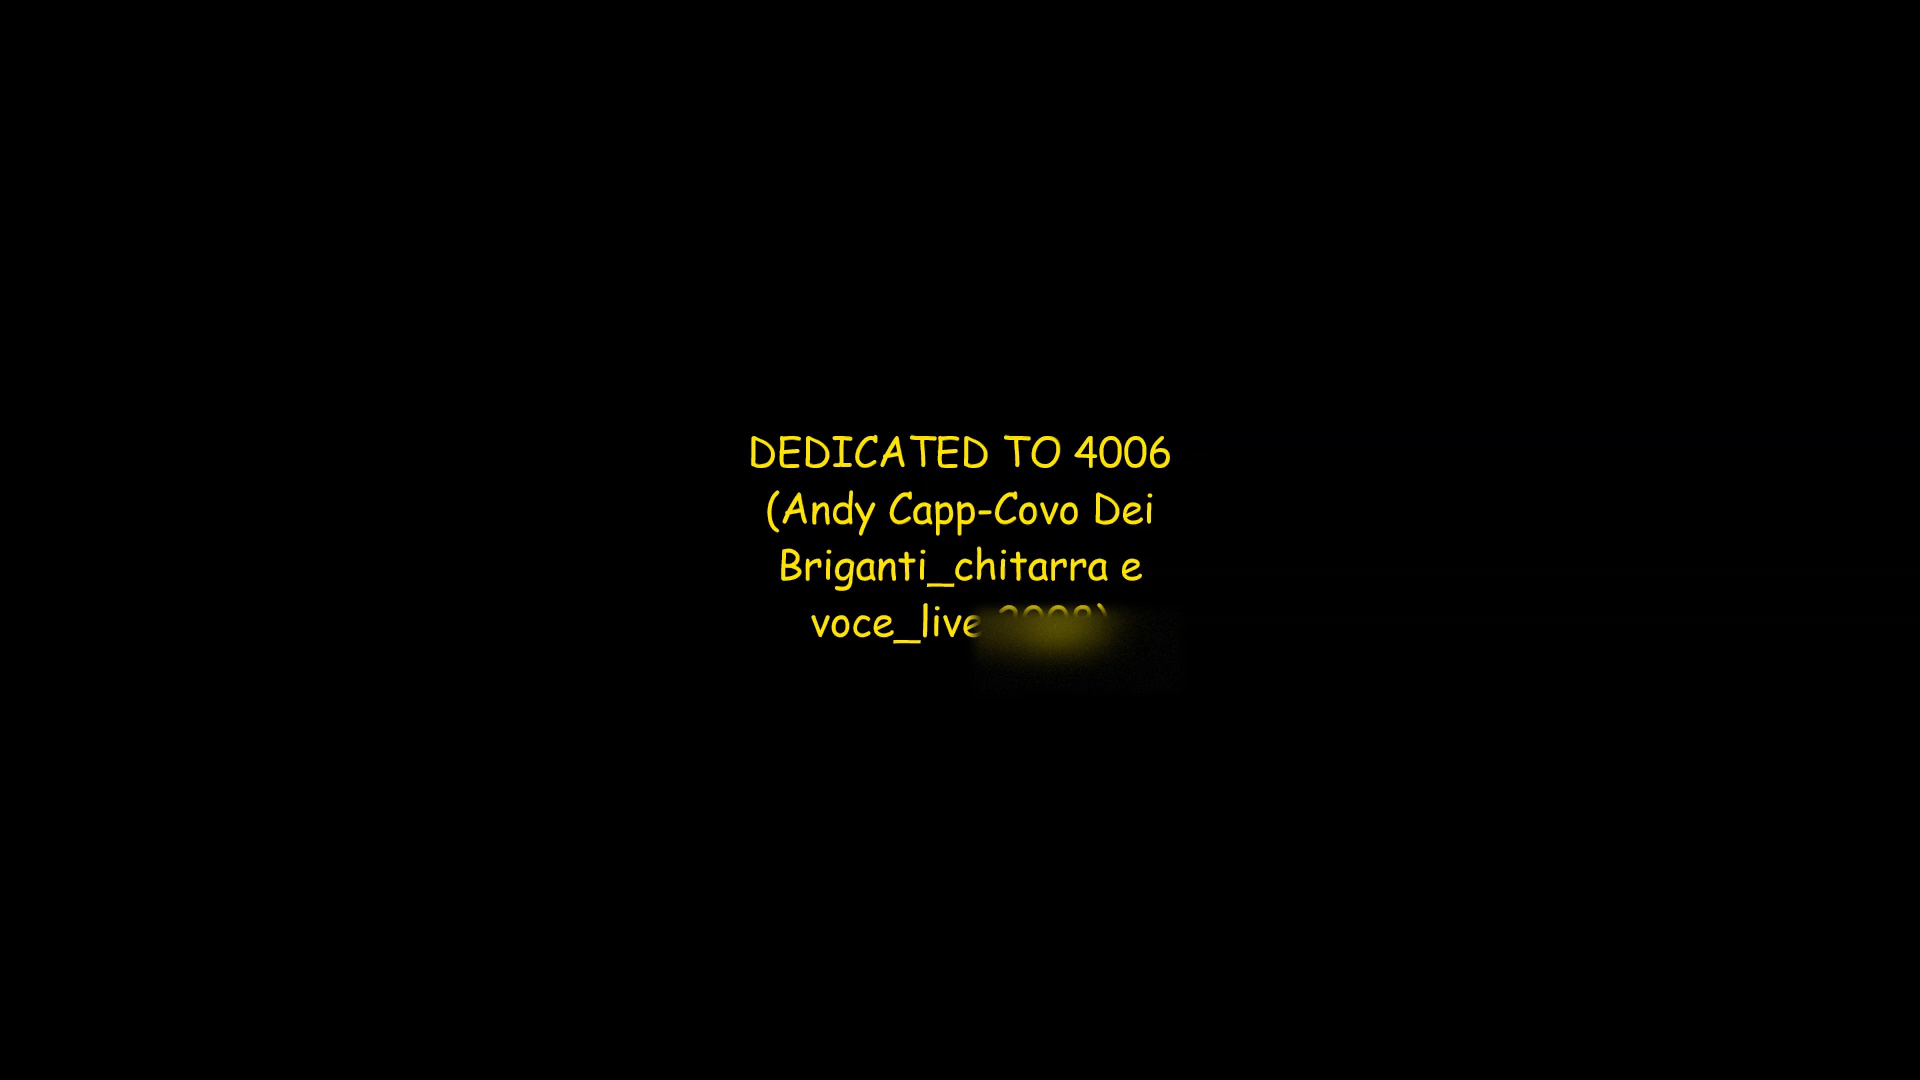 DEDICATED TO 4006
(Andy Capp-Covo Dei
Briganti_chitarra e
voce_live